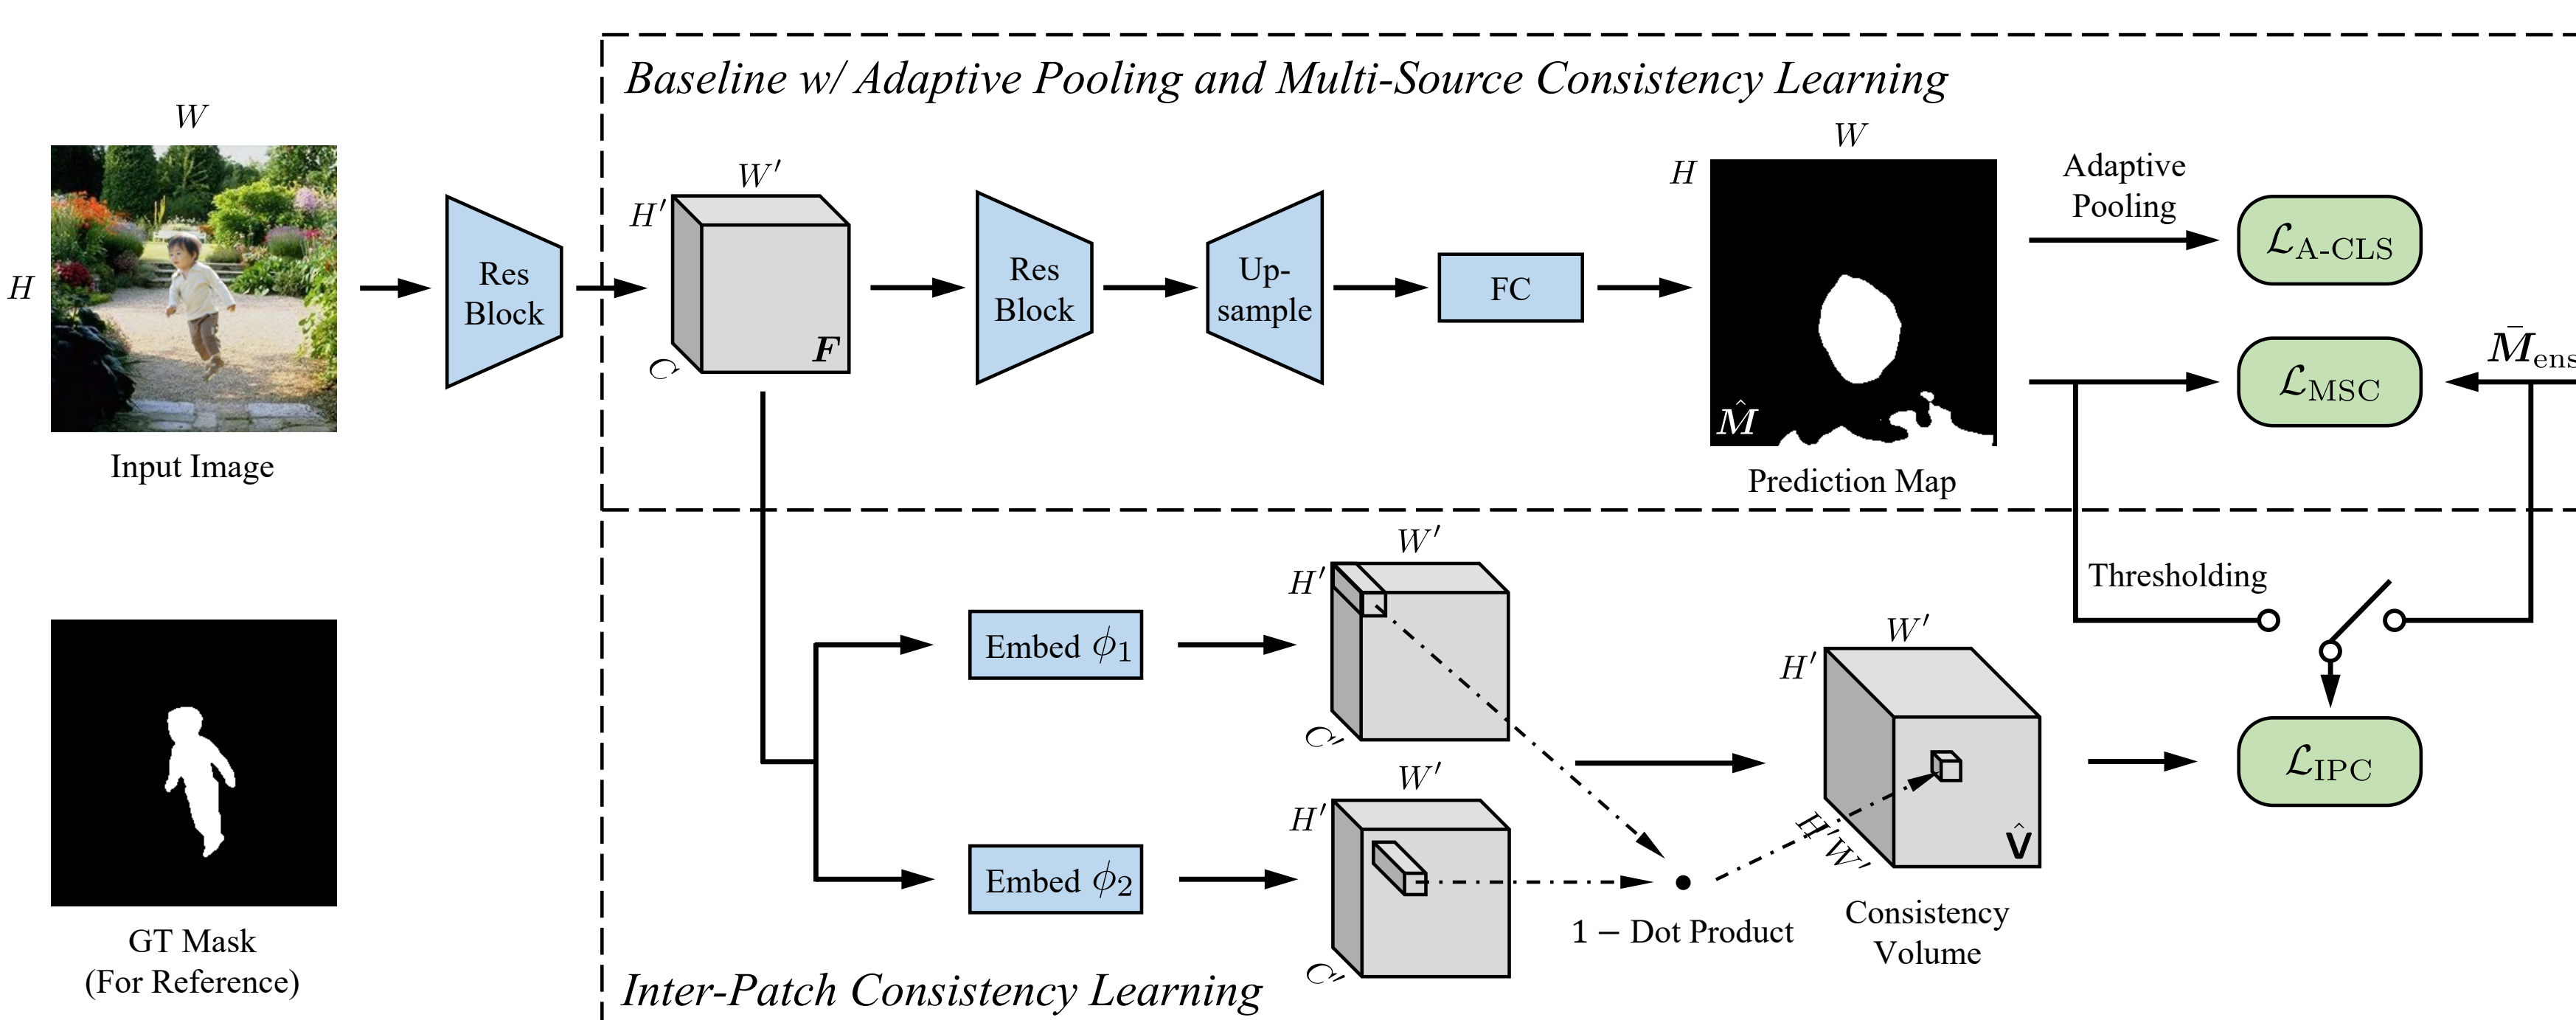 Baseline w/ Adaptive Pooling and Multi-Source Consistency Learning
W
H
Input Image
Res
Block
W′
H′
C
F
Res
Block
Up-
sample
FC
W
H
M̂
Prediction Map
Adaptive
Pooling
ℒA-CLS
ℒMSC
M̄ens
GT Mask
(For Reference)
Embed ϕ1
W′
H′
C′
Embed ϕ2
W′
H′
C′
1 − Dot Product
W′
H′
H′W′
V̂
Consistency
Volume
Thresholding
ℒIPC
Inter-Patch Consistency Learning